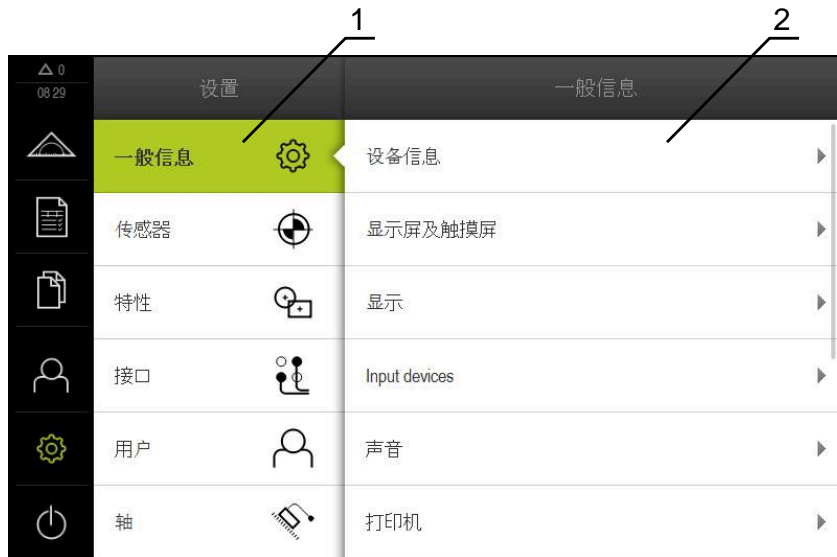 1
2
0
08 29
设置
一般信息
一般信息
传感器
特性
接口
用户
轴
设备信息
显示屏及触摸屏
显示
Input devices
声音
打印机